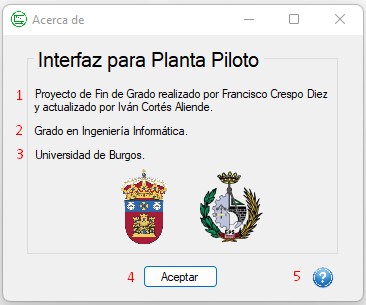 Acerca de
Interfaz para Planta Piloto
1 Proyecto de Fin de Grado realizado por Francisco Crespo Diez
y actualizado por Iván Cortés Aliende.
2 Grado en Ingeniería Informática.
3 Universidad de Burgos.
4 Aceptar
5 ?